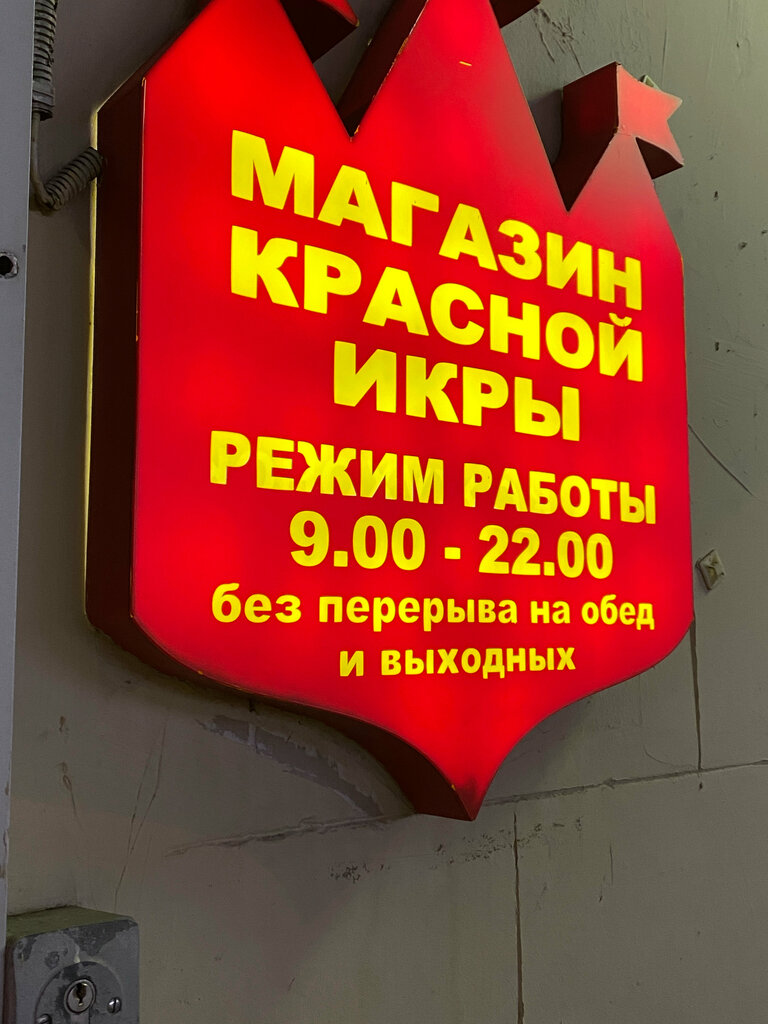 МАГАЗИН
КРАСНОЙ
ИКРЫ
РЕЖИМ РАБОТЫ
9.00 - 22.00
без перерыва на обед
и выходных